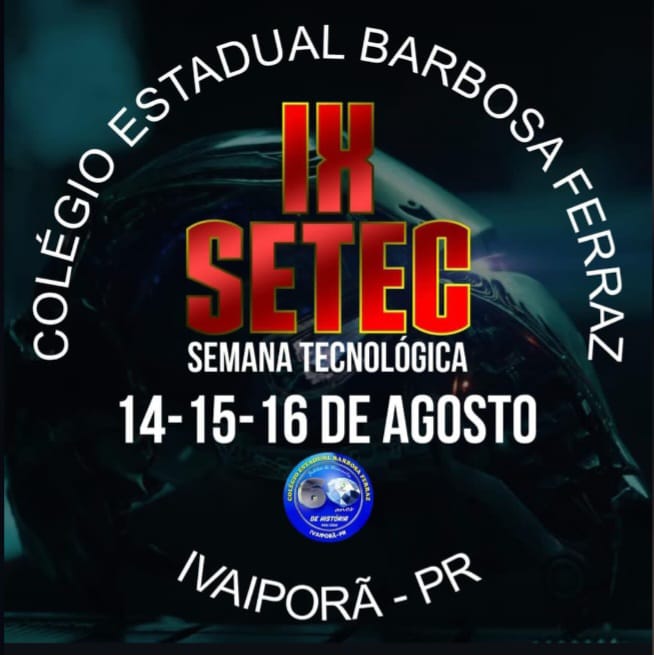 COLÉGIO ESTADUAL BARBOSA FERRAZ
IX
SETEC
SEMANA TECNOLÓGICA
14-15-16 DE AGOSTO
COLÉGIO ESTADUAL BARBOSA FERRAZ
anos
DE HISTÓRIA
IVAIPORÃ-PR
IVAIPORÃ - PR